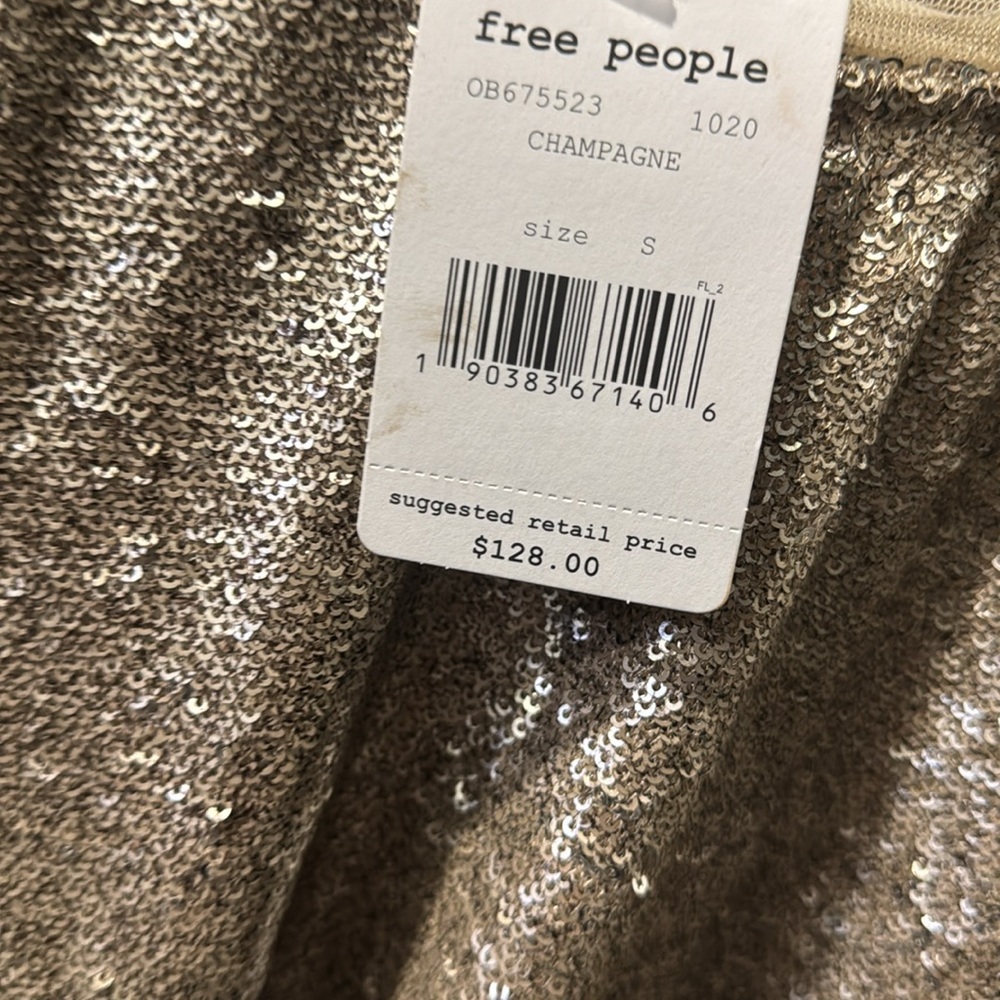 free people
OB675523 1020
CHAMPAGNE
size S
FL_2
1 90383 67140 6
suggested retail price
$128.00